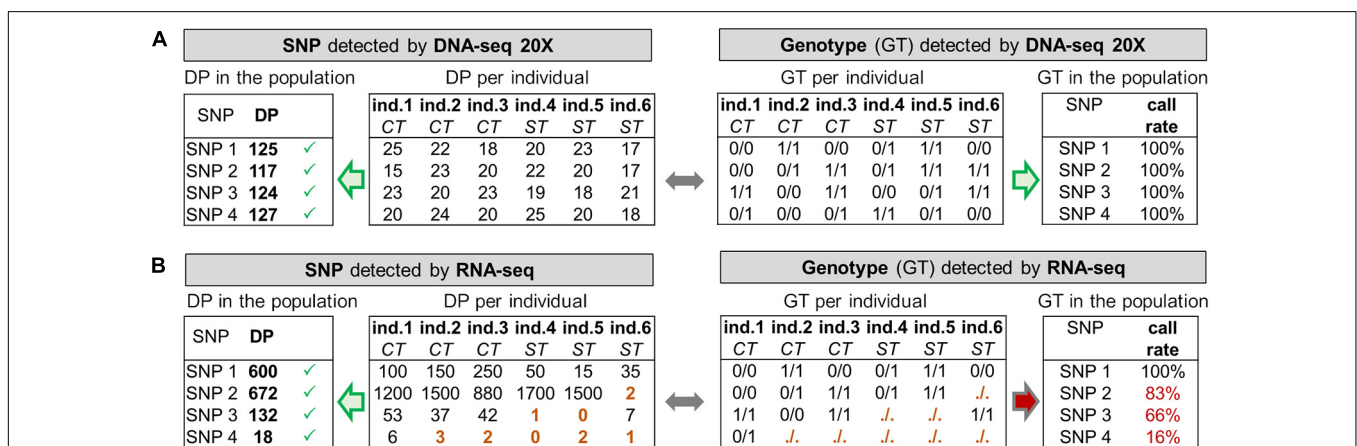 A
SNP detected by DNA-seq 20X
Genotype (GT) detected by DNA-seq 20X
DP in the population
DP per individual
GT per individual
GT in the population
SNP DP
ind.1 ind.2 ind.3 ind.4 ind.5 ind.6
CT CT CT ST ST ST
ind.1 ind.2 ind.3 ind.4 ind.5 ind.6
CT CT CT ST ST ST
SNP call rate
SNP 1 125 ✓ 25 22 18 20 23 17 0/0 1/1 0/0 0/1 1/1 0/0 SNP 1 100%
SNP 2 117 ✓ 15 23 20 22 20 17 0/0 0/1 1/1 0/1 1/1 1/1 SNP 2 100%
SNP 3 124 ✓ 23 20 23 19 18 21 1/1 0/0 1/1 0/0 0/1 1/1 SNP 3 100%
SNP 4 127 ✓ 20 24 20 25 20 18 0/1 0/0 0/1 1/1 0/1 0/0 SNP 4 100%
B
SNP detected by RNA-seq
Genotype (GT) detected by RNA-seq
DP in the population
DP per individual
GT per individual
GT in the population
SNP DP
ind.1 ind.2 ind.3 ind.4 ind.5 ind.6
CT CT CT ST ST ST
ind.1 ind.2 ind.3 ind.4 ind.5 ind.6
CT CT CT ST ST ST
SNP call rate
SNP 1 600 ✓ 100 150 250 50 15 35 0/0 1/1 0/0 0/1 1/1 0/0 SNP 1 100%
SNP 2 672 ✓ 1200 1500 880 1700 1500 2 0/0 0/1 1/1 0/1 1/1 ./. SNP 2 83%
SNP 3 132 ✓ 53 37 42 1 0 7 1/1 0/0 1/1 ./. ./. 1/1 SNP 3 66%
SNP 4 18 ✓ 6 3 2 0 2 1 0/1 ./. ./. ./. ./. ./. SNP 4 16%